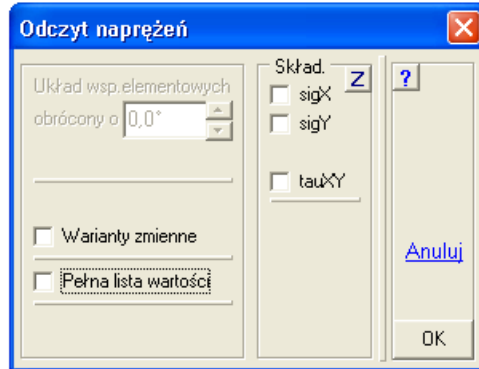 Odczyt naprężeń
Układ wsp.elementowych
obrócony o 0,0°
Warianty zmienne
Pełna lista wartości
Skład.
Z
sigX
sigY
tauXY
?
Anuluj
OK